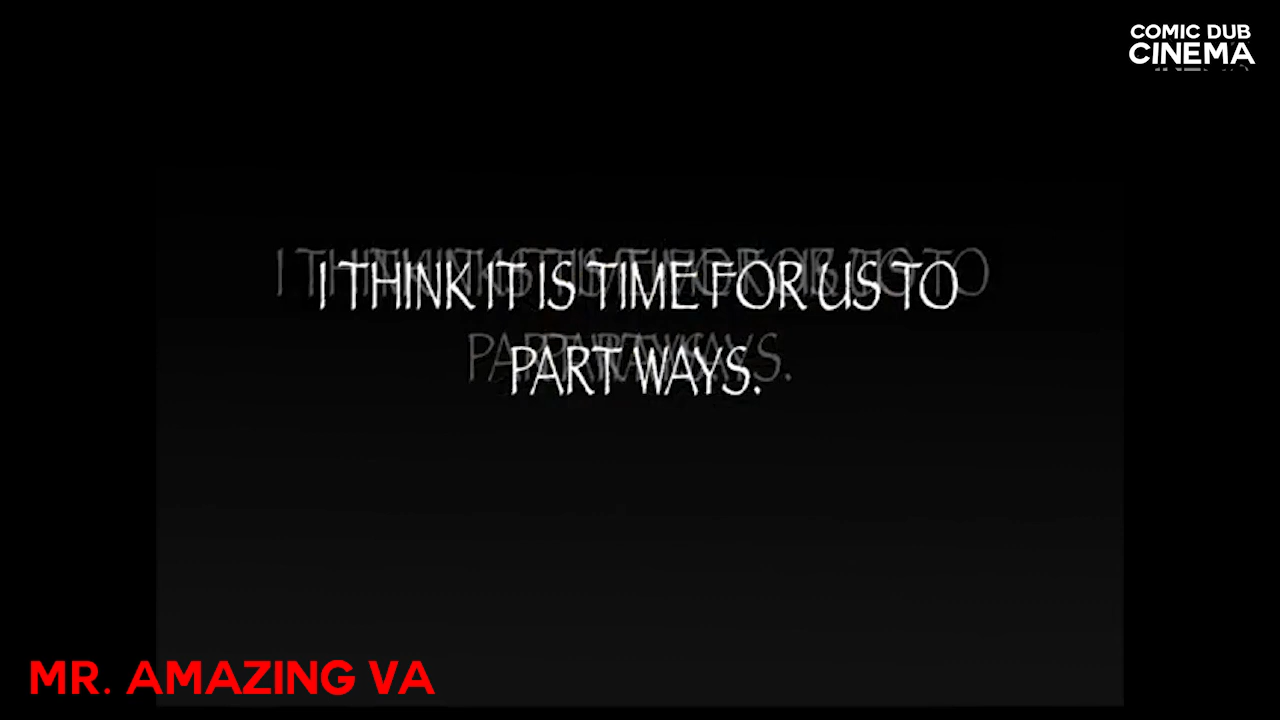 COMIC DUB
CINEMA
I THINK IT IS TIME FOR US TO
PART WAYS.
MR. AMAZING VA